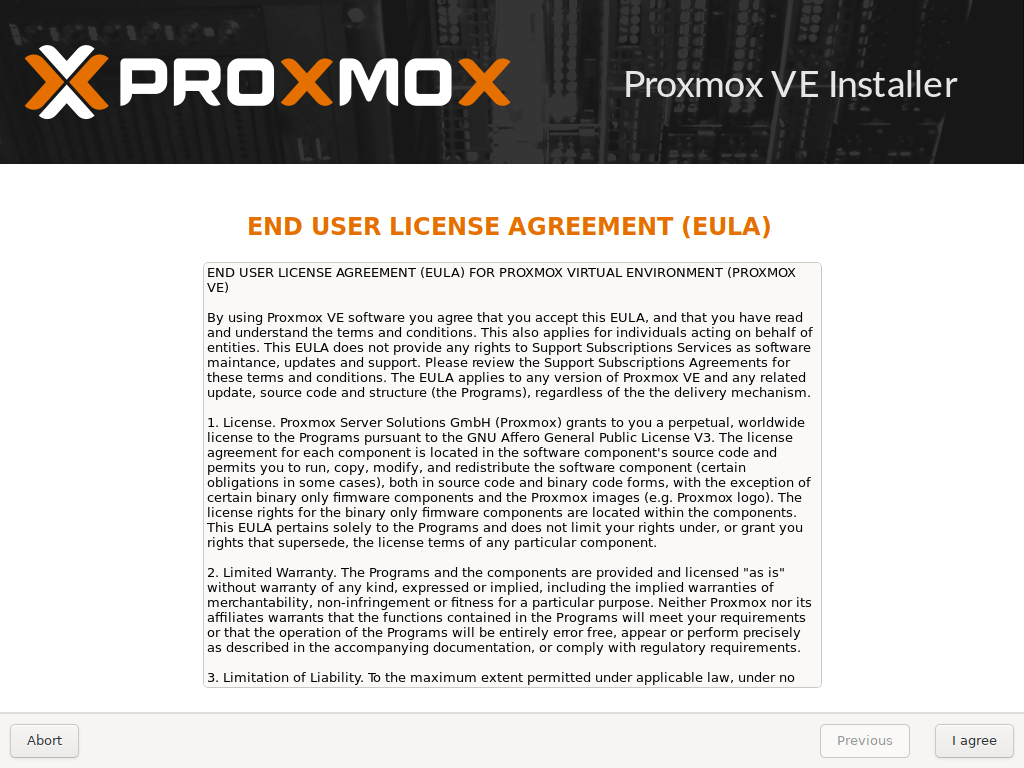 PROXMOX
Proxmox VE Installer
END USER LICENSE AGREEMENT (EULA)
END USER LICENSE AGREEMENT (EULA) FOR PROXMOX VIRTUAL ENVIRONMENT (PROXMOX
VE)
By using Proxmox VE software you agree that you accept this EULA, and that you have read
and understand the terms and conditions. This also applies for individuals acting on behalf of
entities. This EULA does not provide any rights to Support Subscriptions Services as software
maintance, updates and support. Please review the Support Subscriptions Agreements for
these terms and conditions. The EULA applies to any version of Proxmox VE and any related
update, source code and structure (the Programs), regardless of the the delivery mechanism.
1. License. Proxmox Server Solutions GmbH (Proxmox) grants to you a perpetual, worldwide
license to the Programs pursuant to the GNU Affero General Public License V3. The license
agreement for each component is located in the software component's source code and
permits you to run, copy, modify, and redistribute the software component (certain
obligations in some cases), both in source code and binary code forms, with the exception of
certain binary only firmware components and the Proxmox images (e.g. Proxmox logo). The
license rights for the binary only firmware components are located within the components.
This EULA pertains solely to the Programs and does not limit your rights under, or grant you
rights that supersede, the license terms of any particular component.
2. Limited Warranty. The Programs and the components are provided and licensed "as is"
without warranty of any kind, expressed or implied, including the implied warranties of
merchantability, non-infringement or fitness for a particular purpose. Neither Proxmox nor its
affiliates warrants that the functions contained in the Programs will meet your requirements
or that the operation of the Programs will be entirely error free, appear or perform precisely
as described in the accompanying documentation, or comply with regulatory requirements.
3. Limitation of Liability. To the maximum extent permitted under applicable law, under no
Abort
Previous
I agree